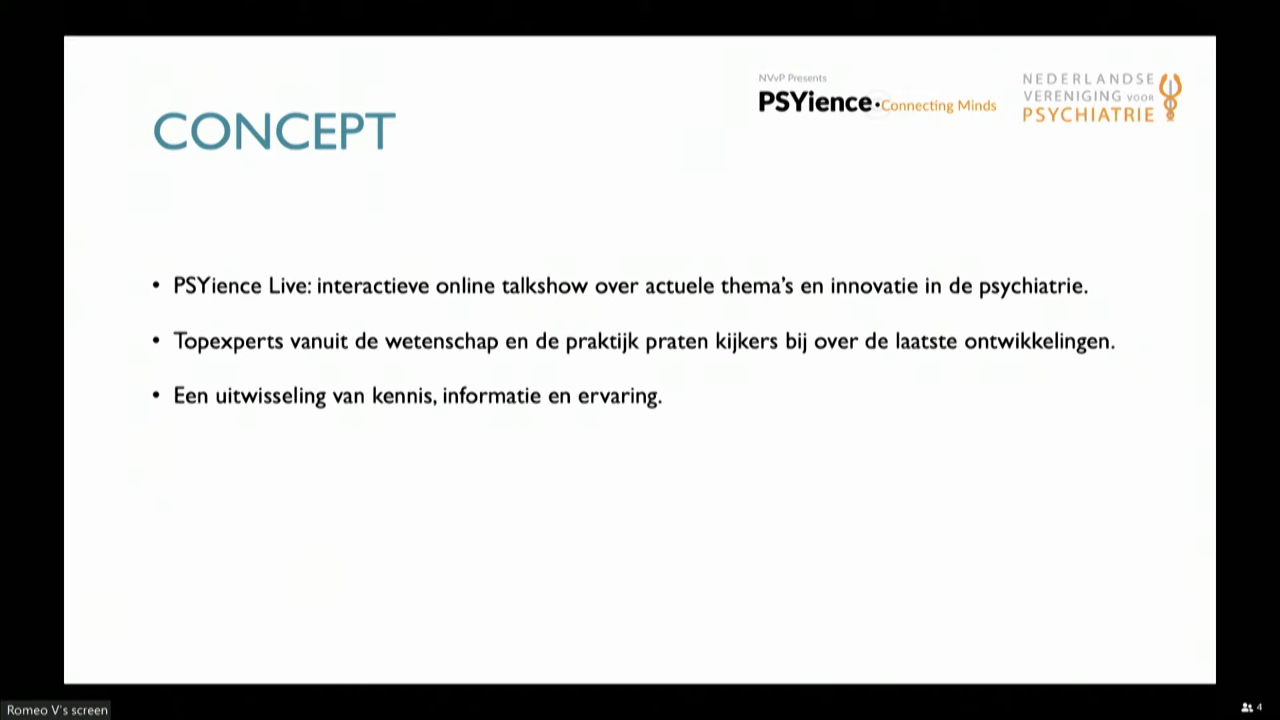 NVvP Presents
PSYience • Connecting Minds
NEDERLANDSE
VERENIGING VOOR
PSYCHIATRIE
CONCEPT
• PSYience Live: interactieve online talkshow over actuele thema's en innovatie in de psychiatrie.
• Topexperts vanuit de wetenschap en de praktijk praten kijkers bij over de laatste ontwikkelingen.
• Een uitwisseling van kennis, informatie en ervaring.
Romeo V's screen
4